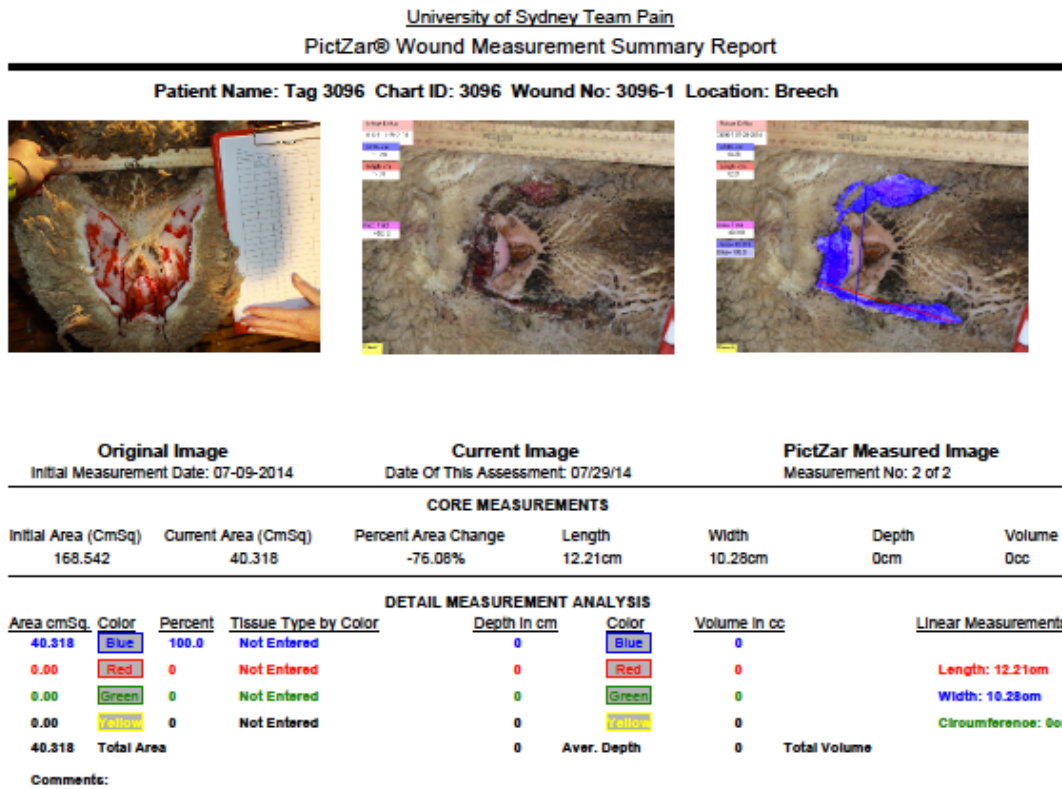 University of Sydney Team Pain
PictZar® Wound Measurement Summary Report
Patient Name: Tag 3096 Chart ID: 3096 Wound No: 3096-1 Location: Breech
Original Image Current Image PictZar Measured Image
Initial Measurement Date: 07-09-2014 Date Of This Assessment: 07/29/14 Measurement No: 2 of 2
CORE MEASUREMENTS
Initial Area (CmSq) Current Area (CmSq) Percent Area Change Length Width Depth Volume
168.542 40.318 -76.08% 12.21cm 10.28cm 0cm 0cc
DETAIL MEASUREMENT ANALYSIS
Area cmSq. Color Percent Tissue Type by Color Depth in cm Color Volume in cc Linear Measurements
40.318 Blue 100.0 Not Entered 0 Blue 0
0.00 Red 0 Not Entered 0 Red 0 Length: 12.21cm
0.00 Green 0 Not Entered 0 Green 0 Width: 10.28cm
0.00 Yellow 0 Not Entered 0 Yellow 0 Circumference:
40.318 Total Area 0 Aver. Depth 0 Total Volume
Comments: